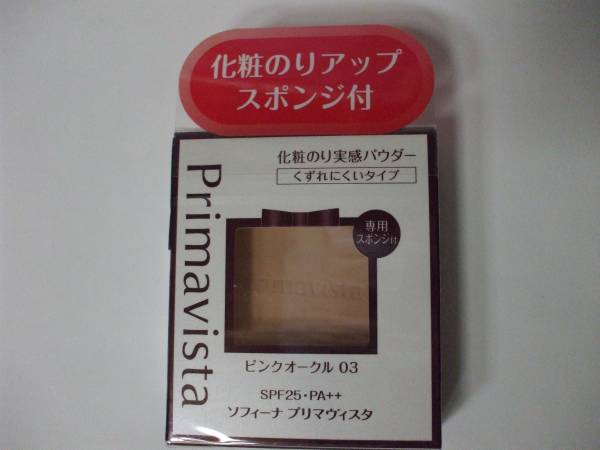 化粧のりアップ
スポンジ付
Primavista
化粧のり実感パウダー
くずれにくいタイプ
専用
スポンジ付
ピンクオークル 03
SPF25・PA++
ソフィーナ プリマヴィスタ